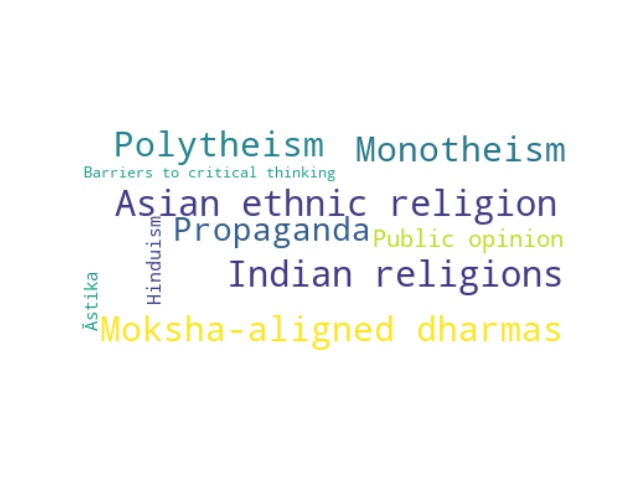 Polytheism
Monotheism
Barriers to critical thinking
Asian ethnic religion
Propaganda
Public opinion
Hinduism
Indian religions
Āstika
Moksha-aligned dharmas